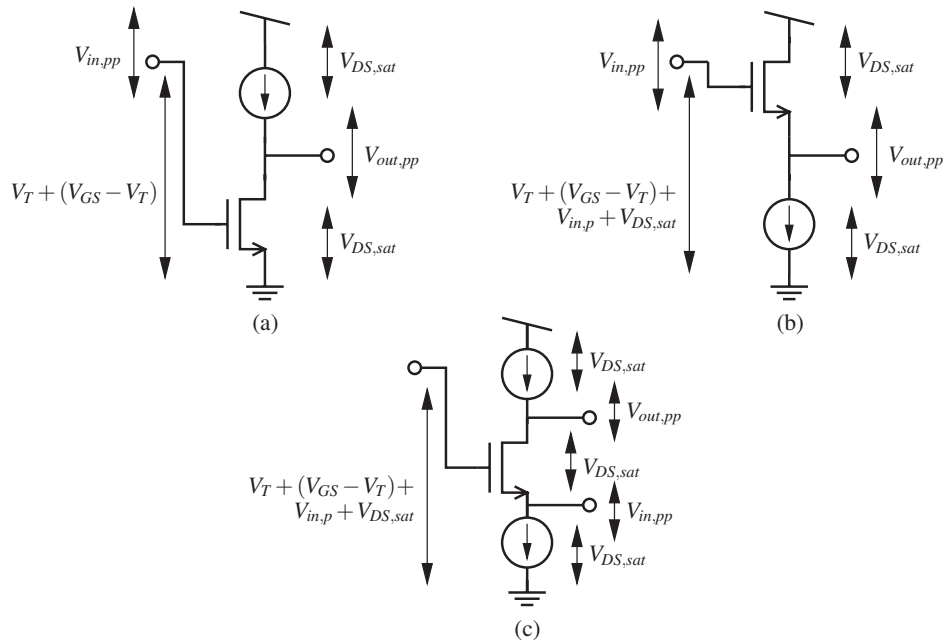 V_{in,pp}
V_{DS,sat}
V_{out,pp}
V_T + (V_{GS} − V_T)
V_{DS,sat}
(a)
V_{in,pp}
V_{DS,sat}
V_{out,pp}
V_T + (V_{GS} − V_T) +
V_{in,p} + V_{DS,sat}
V_{DS,sat}
(b)
V_{DS,sat}
V_{out,pp}
V_{DS,sat}
V_T + (V_{GS} − V_T) +
V_{in,p} + V_{DS,sat}
V_{in,pp}
V_{DS,sat}
(c)